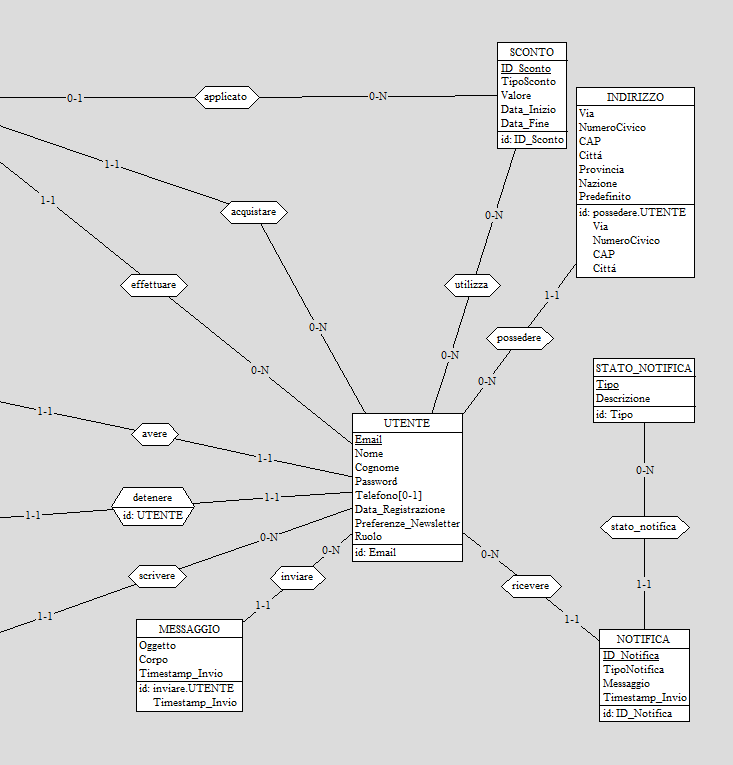 SCONTO
ID_Sconto
TipoSconto
Valore
Data_Inizio
Data_Fine
id: ID_Sconto
0-1
applicato
0-N
INDIRIZZO
Via
NumeroCivico
CAP
Cittá
Provincia
Nazione
Predefinito
id: possedere.UTENTE
Via
NumeroCivico
CAP
Cittá
1-1
acquistare
0-N
1-1
effettuare
0-N
0-N
utilizza
0-N
1-1
possedere
0-N
STATO_NOTIFICA
Tipo
Descrizione
id: Tipo
UTENTE
Email
Nome
Cognome
Password
Telefono[0-1]
Data_Registrazione
Preferenze_Newsletter
Ruolo
id: Email
1-1
avere
1-1
1-1
detenere
id: UTENTE
1-1
0-N
stato_notifica
1-1
0-N
scrivere
1-1
0-N
inviare
1-1
0-N
ricevere
1-1
MESSAGGIO
Oggetto
Corpo
Timestamp_Invio
id: inviare.UTENTE
Timestamp_Invio
NOTIFICA
ID_Notifica
TipoNotifica
Messaggio
Timestamp_Invio
id: ID_Notifica